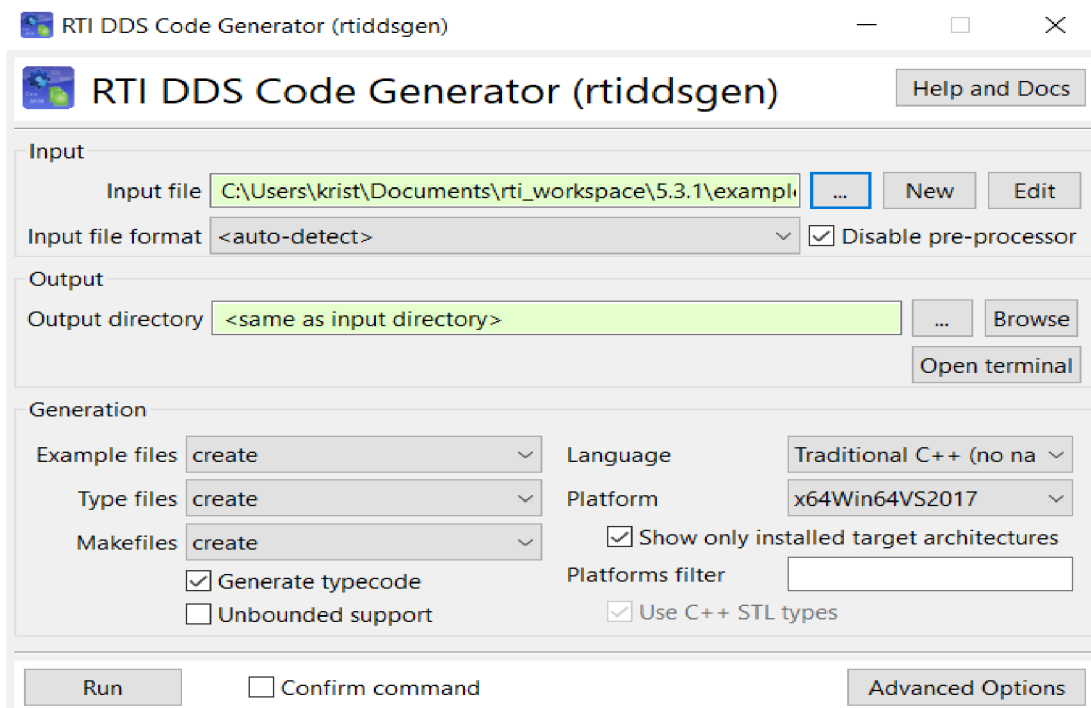 RTI DDS Code Generator (rtiddsgen)
RTI DDS Code Generator (rtiddsgen) Help and Docs
Input
Input file C:\Users\krist\Documents\rti_workspace\5.3.1\example ... New Edit
Input file format <auto-detect> Disable pre-processor
Output
Output directory <same as input directory> ... Browse
Open terminal
Generation
Example files create Language Traditional C++ (no na
Type files create Platform x64Win64VS2017
Makefiles create Show only installed target architectures
Generate typecode Platforms filter
Unbounded support Use C++ STL types
Run Confirm command Advanced Options